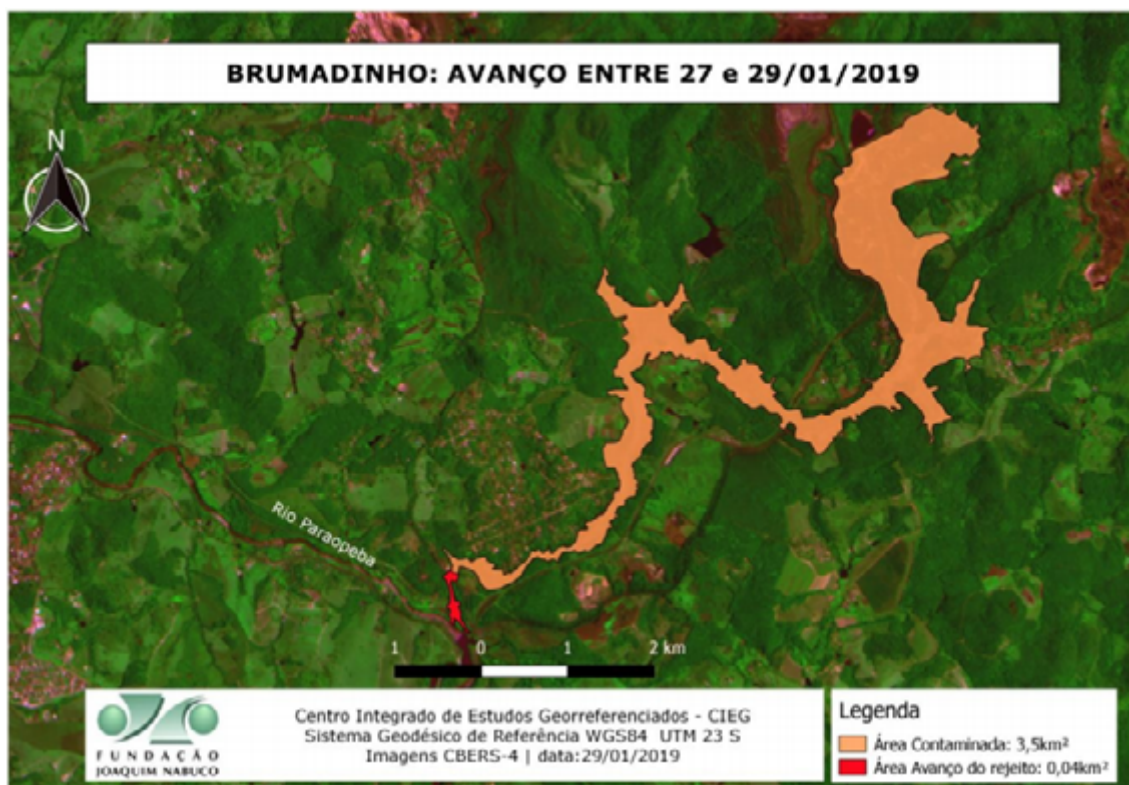 BRUMADINHO: AVANÇO ENTRE 27 e 29/01/2019
N
Rio Paraopeba
1 0 1 2 km
FUNDAÇÃO
JOAQUIM NABUCO
Centro Integrado de Estudos Georreferenciados - CIEG
Sistema Geodésico de Referência WGS84 UTM 23 S
Imagens CBERS-4 | data:29/01/2019
Legenda
Área Contaminada: 3,5km²
Área Avanço do rejeito: 0,04km²